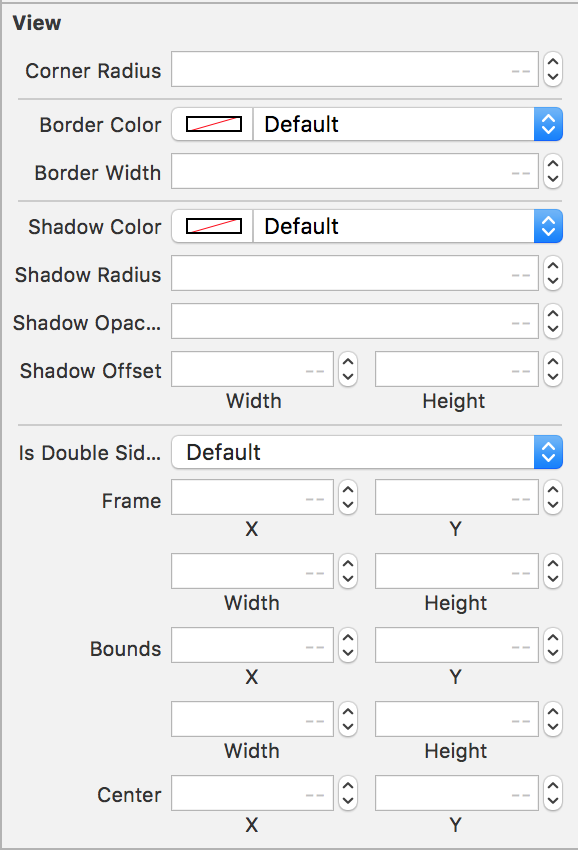 View
Corner Radius --
Border Color Default
Border Width --
Shadow Color Default
Shadow Radius --
Shadow Opac... --
Shadow Offset -- --
Width Height
Is Double Sid... Default
Frame -- --
X Y
-- --
Width Height
Bounds -- --
X Y
-- --
Width Height
Center -- --
X Y